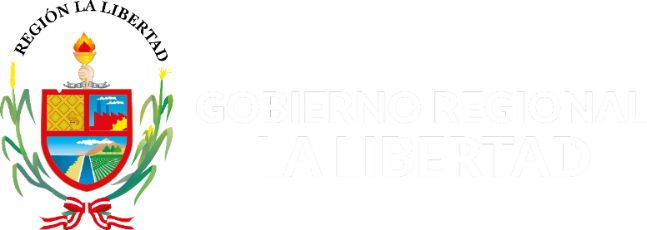 REGIÓN LA LIBERTAD
GOBIERNO REGIONAL
LA LIBERTAD